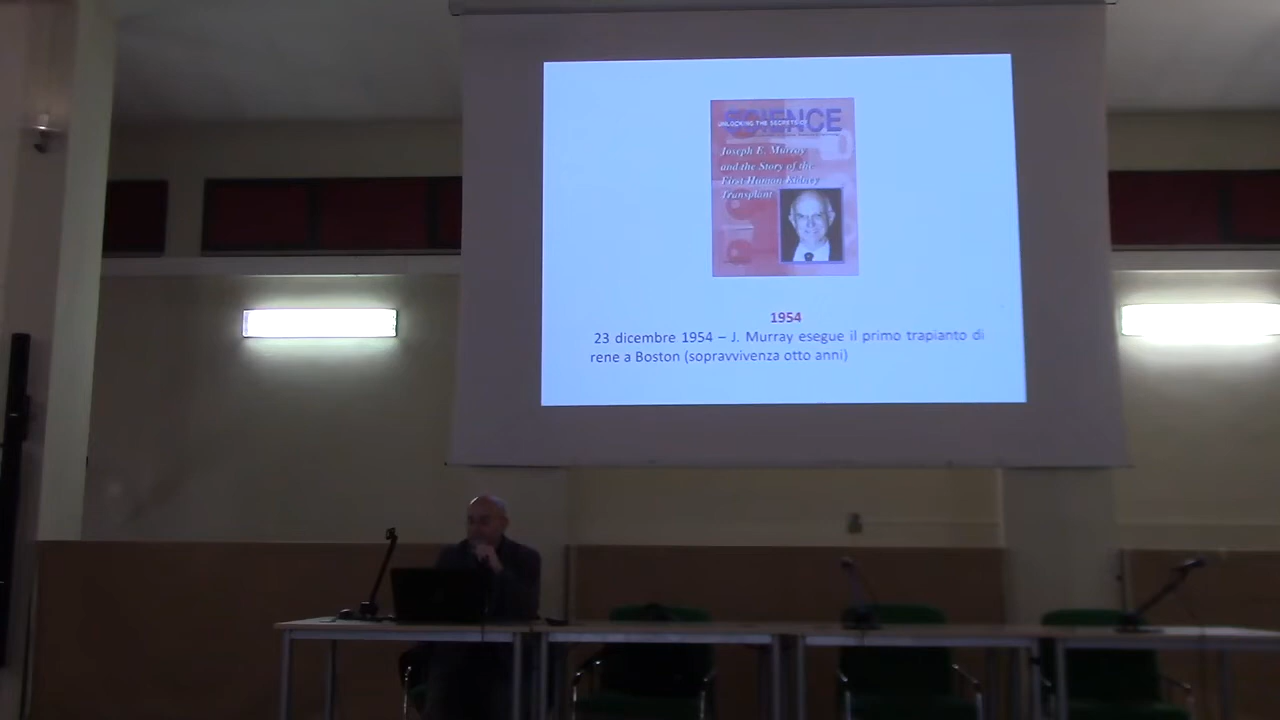 SCIENCE
UNLOCKING THE SECRETS OF
Joseph E. Murray
and the Story of the
First Human Kidney
Transplant
1954
23 dicembre 1954 – J. Murray esegue il primo trapianto di
rene a Boston (sopravvivenza otto anni)